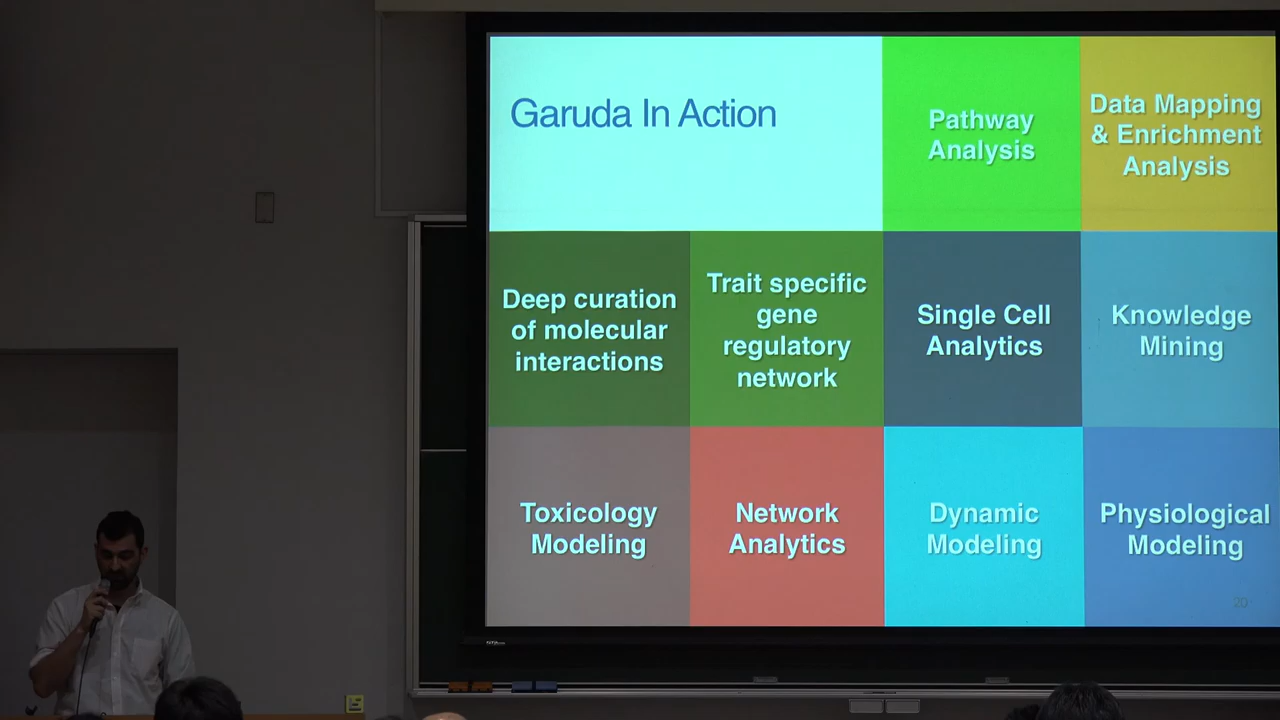 Garuda In Action
Pathway
Analysis
Data Mapping
& Enrichment
Analysis
Deep curation
of molecular
interactions
Trait specific
gene
regulatory
network
Single Cell
Analytics
Knowledge
Mining
Toxicology
Modeling
Network
Analytics
Dynamic
Modeling
Physiological
Modeling
20